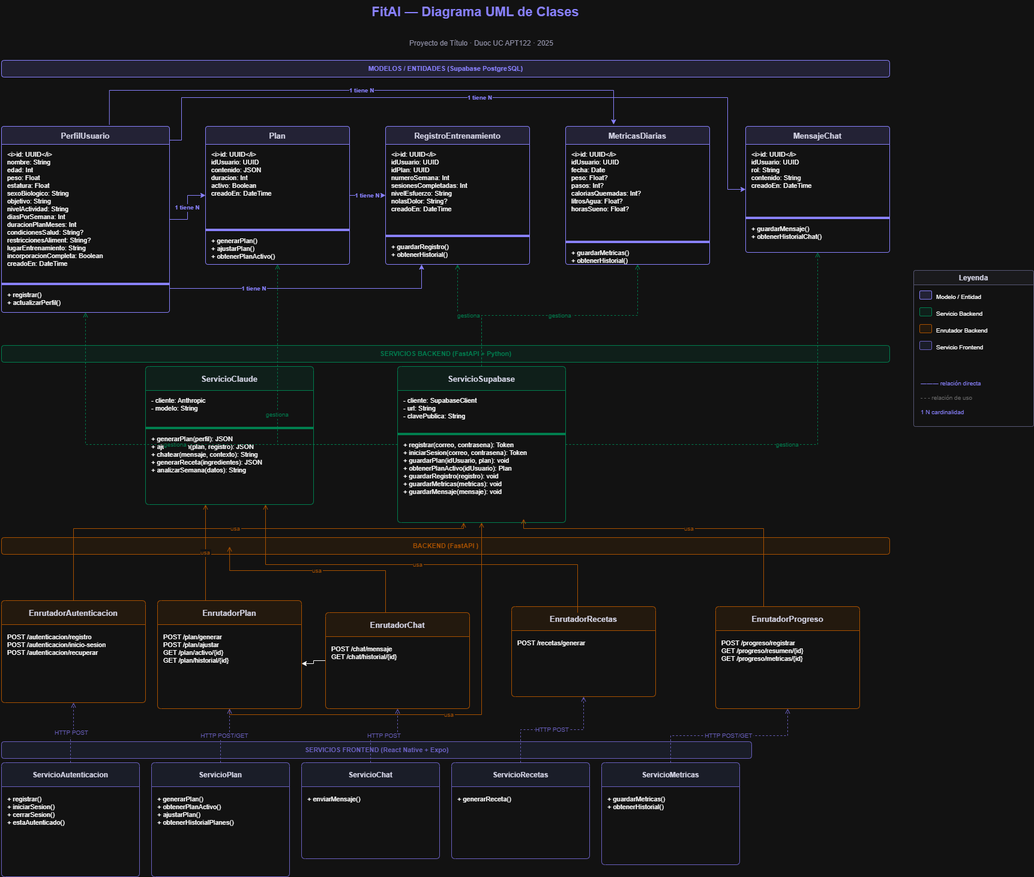 FitAI — Diagrama UML de Clases
Proyecto de Título · Duoc UC APT122 · 2025
MODELOS / ENTIDADES (Supabase PostgreSQL)
1 tiene N
1 tiene N
PerfilUsuario
<i>id: UUID</i>
nombre: String
edad: Int
peso: Float
estatura: Float
sexoBiologico: String
objetivo: String
nivelActividad: String
diasPorSemana: Int
duracionPlanMeses: Int
condicionesSalud: String?
restriccionesAliment: String?
lugarEntrenamiento: String
incorporacionCompleta: Boolean
creadoEn: DateTime
+ registrar()
+ actualizarPerfil()
1 tiene N
Plan
<i>id: UUID</i>
idUsuario: UUID
contenido: JSON
duracion: Int
activo: Boolean
creadoEn: DateTime
+ generarPlan()
+ ajustarPlan()
+ obtenerPlanActivo()
1 tiene N
RegistroEntrenamiento
<i>id: UUID</i>
idUsuario: UUID
idPlan: UUID
numeroSemana: Int
sesionesCompletadas: Int
nivelEsfuerzo: String
notasDolor: String?
creadoEn: DateTime
+ guardarRegistro()
+ obtenerHistorial()
MetricasDiarias
<i>id: UUID</i>
idUsuario: UUID
fecha: Date
peso: Float?
pasos: Int?
caloriasQuemadas: Int?
litrosAgua: Float?
horasSueno: Float?
+ guardarMetricas()
+ obtenerHistorial()
MensajeChat
<i>id: UUID</i>
idUsuario: UUID
rol: String
contenido: String
creadoEn: DateTime
+ guardarMensaje()
+ obtenerHistorialChat()
1 tiene N
gestiona
gestiona
Leyenda
Modelo / Entidad
Servicio Backend
Enrutador Backend
Servicio Frontend
relación directa
relación de uso
1 N cardinalidad
SERVICIOS BACKEND (FastAPI + Python)
ServicioClaude
- cliente: Anthropic
- modelo: String
gestiona
+ generarPlan(perfil): JSON
(plan, registro): JSON
+ chatear(mensaje, contexto): String
+ generarReceta(ingredientes): JSON
+ analizarSemana(datos): String
gestiona
ServicioSupabase
- cliente: SupabaseClient
- url: String
- clavePublica: String
+ registrar(correo, contrasena): Token
+ iniciarSesion(correo, contrasena): Token
+ guardarPlan(idUsuario, plan): void
+ obtenerPlanActivo(idUsuario): Plan
+ guardarRegistro(registro): void
+ guardarMetricas(metricas): void
+ guardarMensaje(mensaje): void
gestiona
usa
usa
BACKEND (FastAPI )
usa
usa
usa
EnrutadorAutenticacion
POST /autenticacion/registro
POST /autenticacion/inicio-sesion
POST /autenticacion/recuperar
EnrutadorPlan
POST /plan/generar
POST /plan/ajustar
GET /plan/activo/{id}
GET /plan/historial/{id}
EnrutadorChat
POST /chat/mensaje
GET /chat/historial/{id}
EnrutadorRecetas
POST /recetas/generar
EnrutadorProgreso
POST /progreso/registrar
GET /progreso/resumen/{id}
GET /progreso/metricas/{id}
usa
HTTP POST
HTTP POST/GET
HTTP POST
HTTP POST
HTTP POST/GET
SERVICIOS FRONTEND (React Native + Expo)
ServicioAutenticacion
+ registrar()
+ iniciarSesion()
+ cerrarSesion()
+ estaAutenticado()
ServicioPlan
+ generarPlan()
+ obtenerPlanActivo()
+ ajustarPlan()
+ obtenerHistorialPlanes()
ServicioChat
+ enviarMensaje()
ServicioRecetas
+ generarReceta()
ServicioMetricas
+ guardarMetricas()
+ obtenerHistorial()